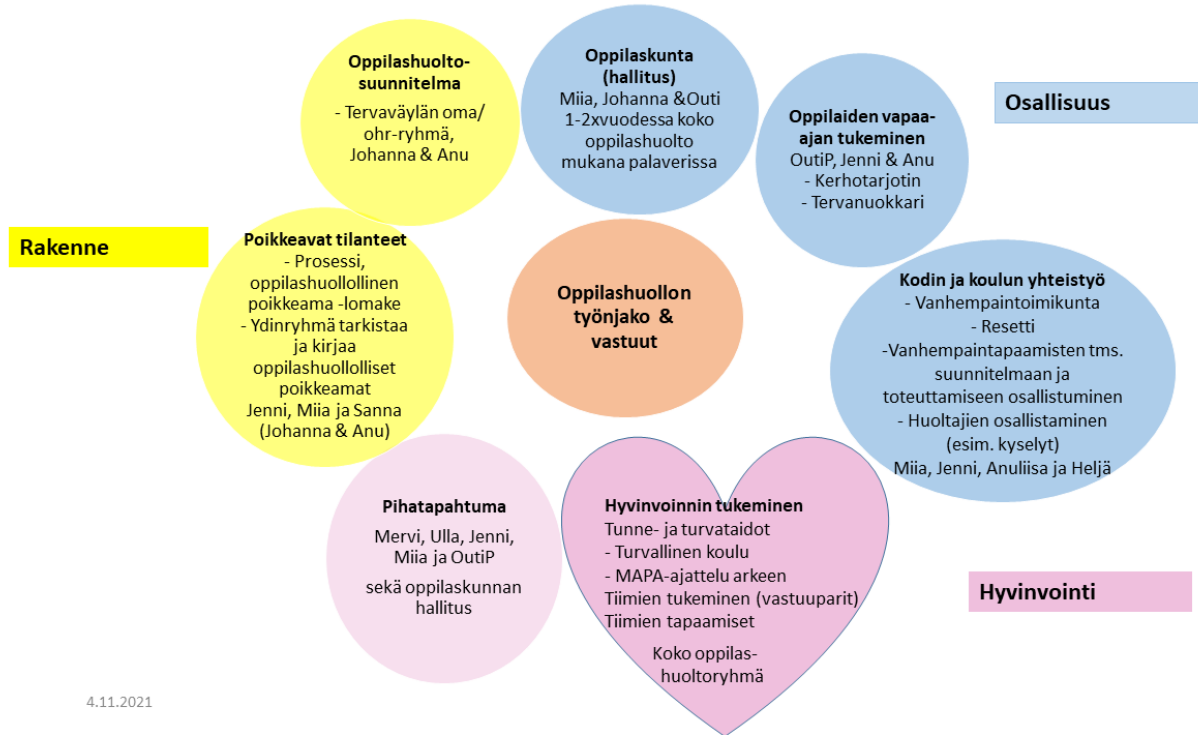 Oppilashuolto-
suunnitelma
- Tervaväylän oma/
ohr-ryhmä,
Johanna & Anu
Oppilaskunta
(hallitus)
Miia, Johanna &Outi
1-2xvuodessa koko
oppilashuolto
mukana palaverissa
Oppilaiden vapaa-
ajan tukeminen
OutiP, Jenni & Anu
- Kerhotarjotin
- Tervanuokkari
Osallisuus
Rakenne
Poikkeavat tilanteet
- Prosessi,
oppilashuollollinen
poikkeama -lomake
- Ydinryhmä tarkistaa
ja kirjaa
oppilashuollolliset
poikkeamat
Jenni, Miia ja Sanna
(Johanna & Anu)
Oppilashuollon
työnjako &
vastuut
Kodin ja koulun yhteistyö
- Vanhempaintoimikunta
- Resetti
-Vanhempaintapaamisten tms.
suunnitelmaan ja
toteuttamiseen osallistuminen
- Huoltajien osallistaminen
(esim. kyselyt)
Miia, Jenni, Anuliisa ja Heljä
Pihatapahtuma
Mervi, Ulla, Jenni,
Miia ja OutiP
sekä oppilaskunnan
hallitus
Hyvinvoinnin tukeminen
Tunne- ja turvataidot
- Turvallinen koulu
- MAPA-ajattelu arkeen
Tiimien tukeminen (vastuuparit)
Tiimien tapaamiset
Koko oppilas-
huoltoryhmä
Hyvinvointi
4.11.2021